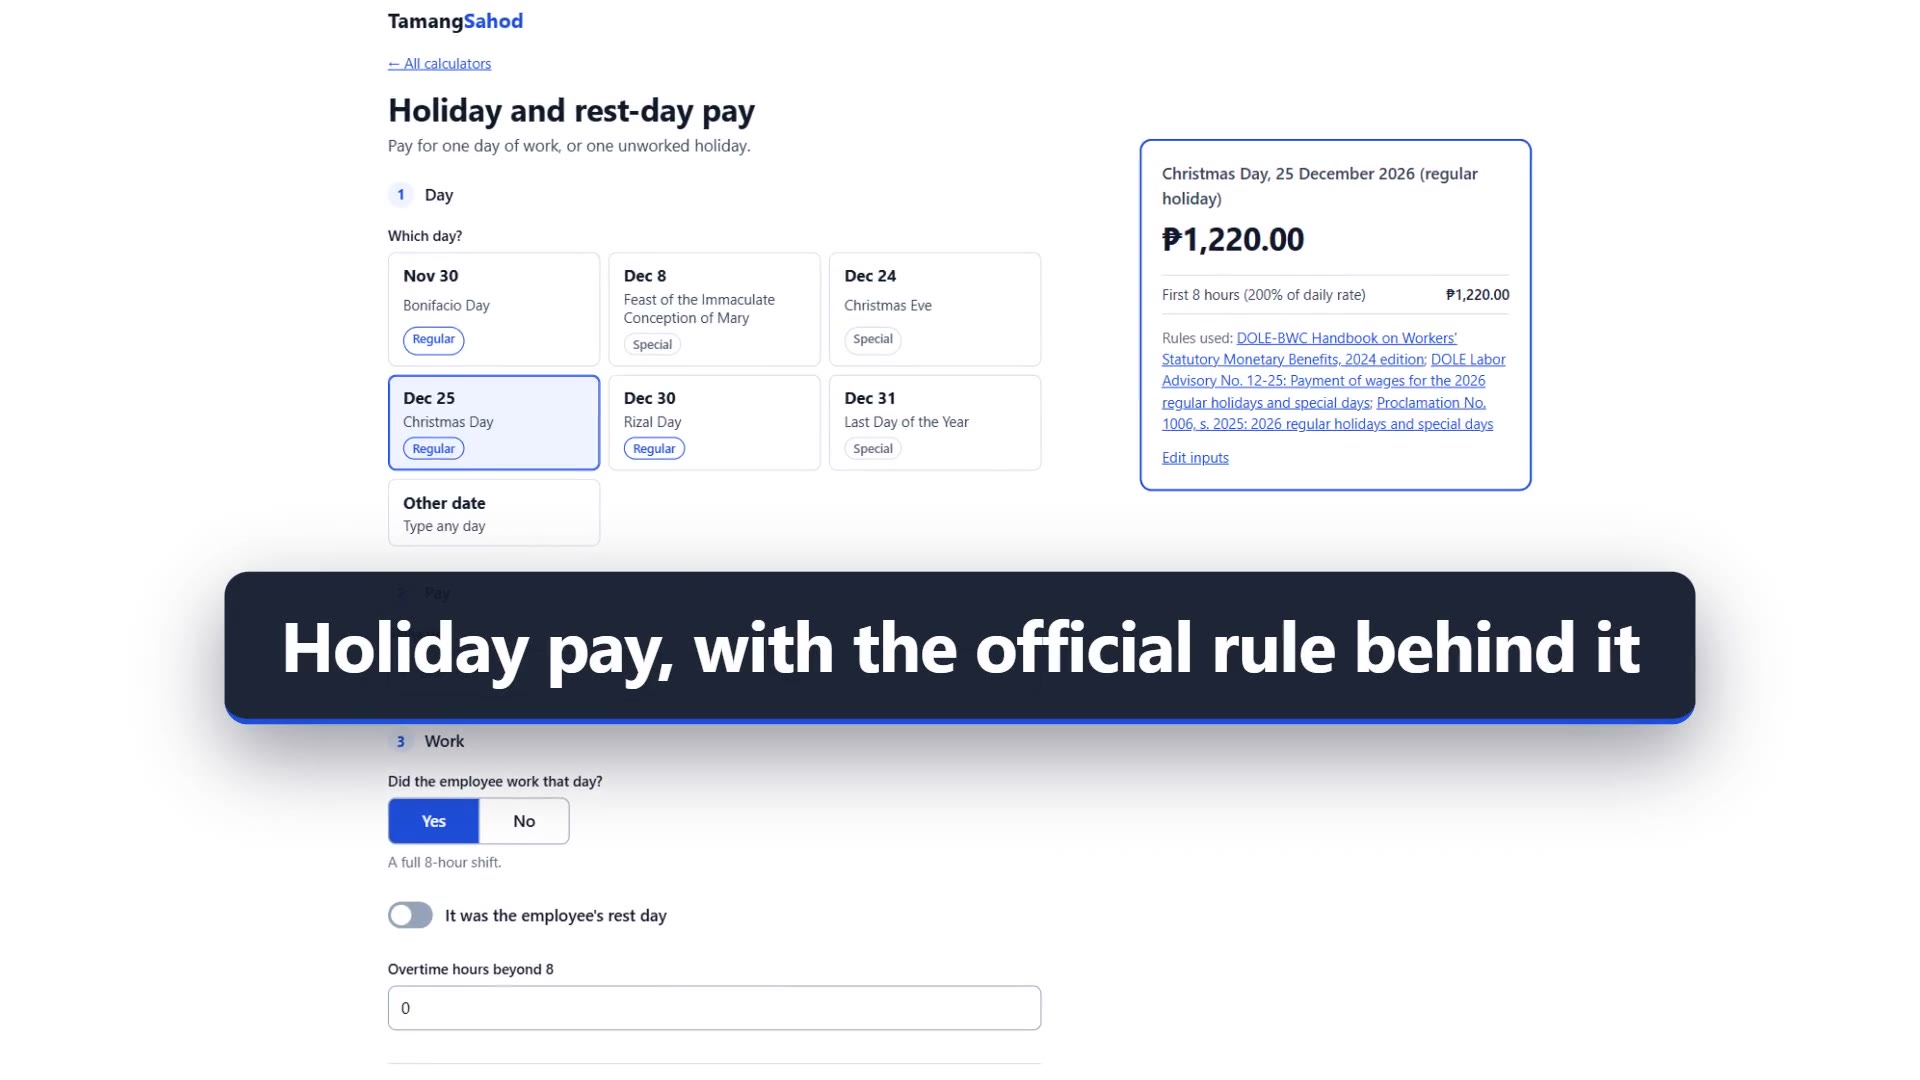 TamangSahod
← All calculators
Holiday and rest-day pay
Pay for one day of work, or one unworked holiday.
1 Day
Which day?
Nov 30
Bonifacio Day
Regular
Dec 8
Feast of the Immaculate
Conception of Mary
Special
Dec 24
Christmas Eve
Special
Dec 25
Christmas Day
Regular
Dec 30
Rizal Day
Regular
Dec 31
Last Day of the Year
Special
Other date
Type any day
2 Pay
Holiday pay, with the official rule behind it
3 Work
Did the employee work that day?
Yes No
A full 8-hour shift.
It was the employee's rest day
Overtime hours beyond 8
0
Christmas Day, 25 December 2026 (regular
holiday)
₱1,220.00
First 8 hours (200% of daily rate) ₱1,220.00
Rules used: DOLE-BWC Handbook on Workers'
Statutory Monetary Benefits, 2024 edition; DOLE Labor
Advisory No. 12-25: Payment of wages for the 2026
regular holidays and special days; Proclamation No.
1006, s. 2025: 2026 regular holidays and special days
Edit inputs